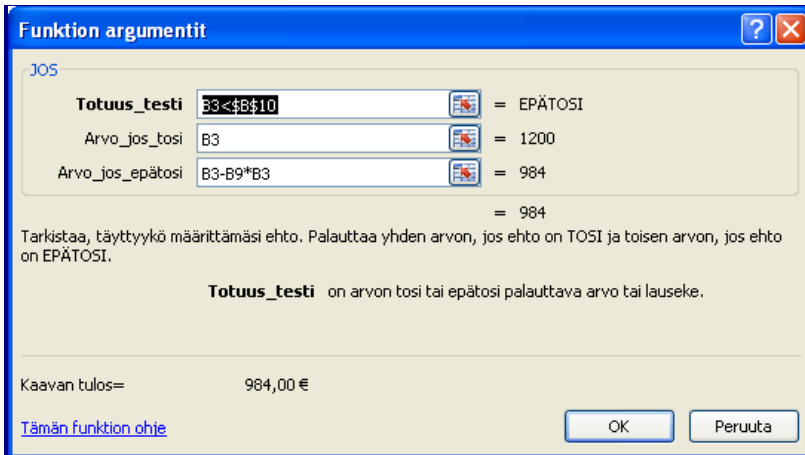 Funktion argumentit
JOS
Totuus_testi B3<$B$10 = EPÄTOSI
Arvo_jos_tosi B3 = 1200
Arvo_jos_epätosi B3-B9*B3 = 984
= 984
Tarkistaa, täyttyykö määrittämäsi ehto. Palauttaa yhden arvon, jos ehto on TOSI ja toisen arvon, jos ehto
on EPÄTOSI.
Totuus_testi on arvon tosi tai epätosi palauttava arvo tai lauseke.
Kaavan tulos= 984,00 €
Tämän funktion ohje OK Peruuta